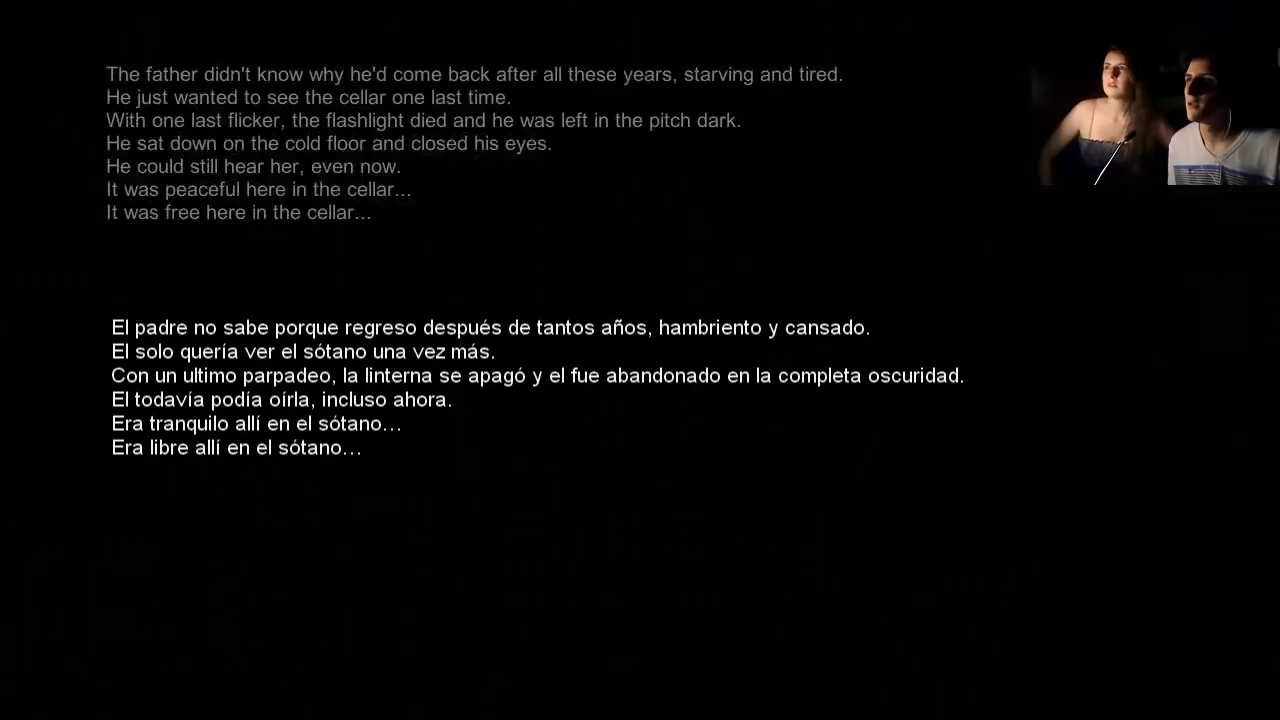 The father didn't know why he'd come back after all these years, starving and tired.
He just wanted to see the cellar one last time.
With one last flicker, the flashlight died and he was left in the pitch dark.
He sat down on the cold floor and closed his eyes.
He could still hear her, even now.
It was peaceful here in the cellar...
It was free here in the cellar...
El padre no sabe porque regreso después de tantos años, hambriento y cansado.
El solo quería ver el sótano una vez más.
Con un ultimo parpadeo, la linterna se apagó y el fue abandonado en la completa oscuridad.
El todavía podía oírla, incluso ahora.
Era tranquilo allí en el sótano...
Era libre allí en el sótano...